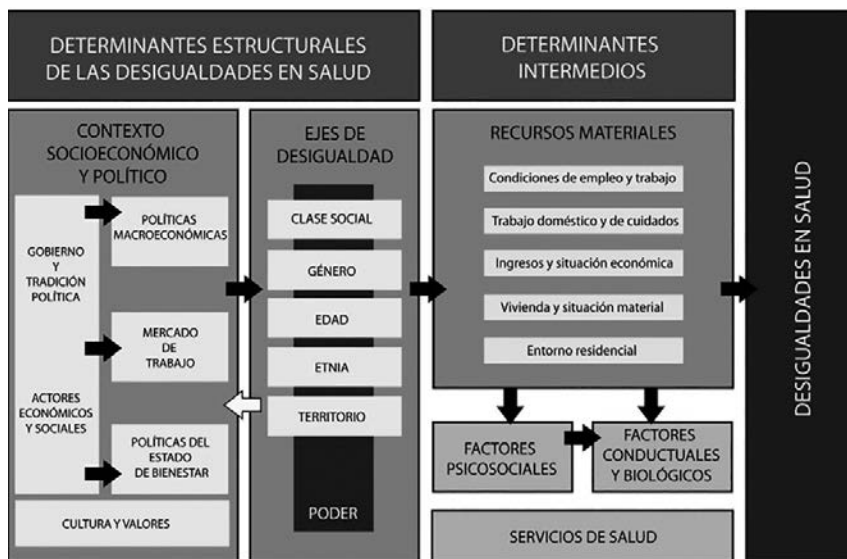 DETERMINANTES ESTRUCTURALES
DE LAS DESIGUALDADES EN SALUD
CONTEXTO
SOCIOECONÓMICO
Y POLÍTICO
GOBIERNO
Y
TRADICIÓN
POLÍTICA
ACTORES
ECONÓMICOS
Y SOCIALES
POLÍTICAS
MACROECONÓMICAS
MERCADO
DE
TRABAJO
POLÍTICAS DEL
ESTADO
DE BIENESTAR
CULTURA Y VALORES
EJES DE
DESIGUALDAD
CLASE SOCIAL
GÉNERO
EDAD
ETNIA
TERRITORIO
PODER
DETERMINANTES
INTERMEDIOS
RECURSOS MATERIALES
Condiciones de empleo y trabajo
Trabajo doméstico y de cuidados
Ingresos y situación económica
Vivienda y situación material
Entorno residencial
FACTORES
PSICOSOCIALES
FACTORES
CONDUCTUALES
Y BIOLÓGICOS
SERVICIOS DE SALUD
DESIGUALDADES EN SALUD